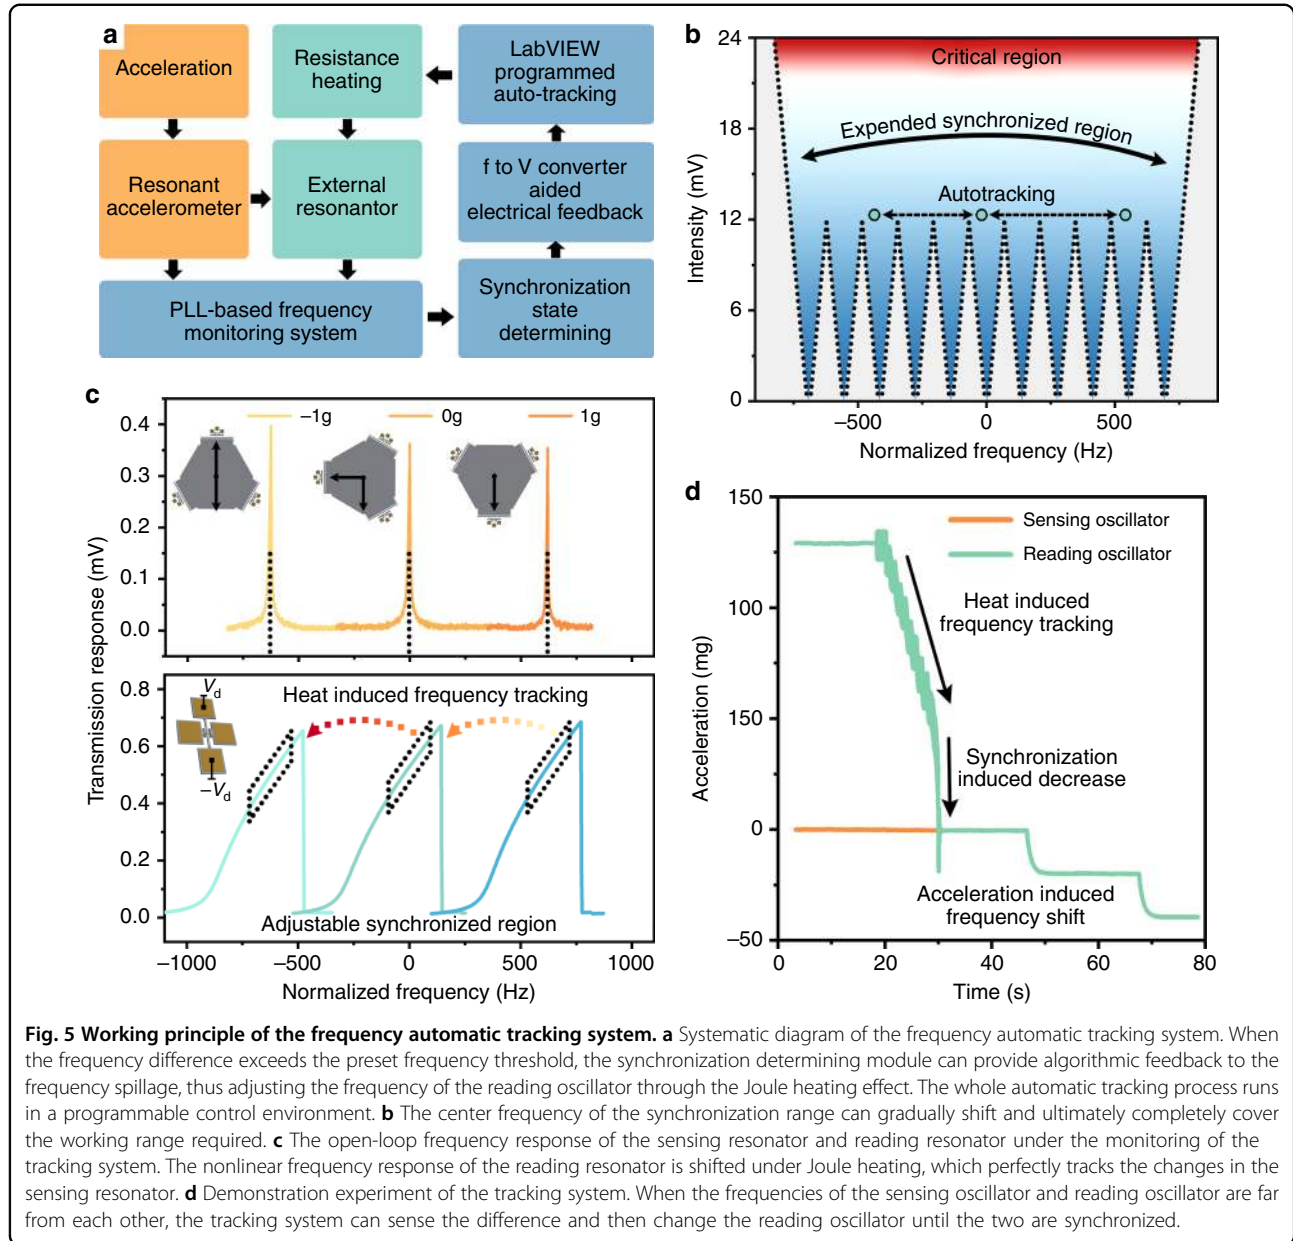 a
Acceleration
Resistance
heating
LabVIEW
programmed
auto-tracking
Resonant
accelerometer
External
resonantor
f to V converter
aided
electrical feedback
PLL-based frequency
monitoring system
Synchronization
state
determining
b
24
18
12
6
0
Intensity (mV)
Critical region
Expended synchronized region
Autotracking
−500
0
500
Normalized frequency (Hz)
c
Transmission response (mV)
0.4
0.3
0.2
0.1
0.0
−1g
0g
1g
0.8
0.6
0.4
0.2
0.0
Vd
−Vd
Heat induced frequency tracking
Adjustable synchronized region
−1000
−500
0
500
1000
Normalized frequency (Hz)
d
150
100
150
0
−50
Acceleration (mg)
Sensing oscillator
Reading oscillator
Heat induced
frequency tracking
Synchronization
induced decrease
Acceleration induced
frequency shift
0
20
40
60
80
Time (s)
Fig. 5 Working principle of the frequency automatic tracking system. a Systematic diagram of the frequency automatic tracking system. When
the frequency difference exceeds the preset frequency threshold, the synchronization determining module can provide algorithmic feedback to the
frequency spillage, thus adjusting the frequency of the reading oscillator through the Joule heating effect. The whole automatic tracking process runs
in a programmable control environment. b The center frequency of the synchronization range can gradually shift and ultimately completely cover
the working range required. c The open-loop frequency response of the sensing resonator and reading resonator under the monitoring of the
tracking system. The nonlinear frequency response of the reading resonator is shifted under Joule heating, which perfectly tracks the changes in the
sensing resonator. d Demonstration experiment of the tracking system. When the frequencies of the sensing oscillator and reading oscillator are far
from each other, the tracking system can sense the difference and then change the reading oscillator until the two are synchronized.